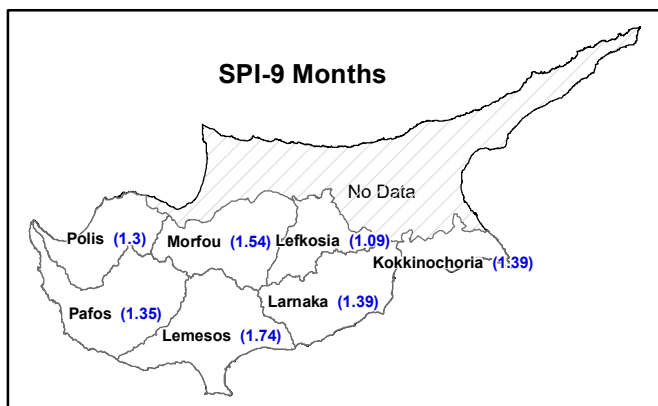 SPI-9 Months
No Data
Polis (1.3)
Morfou (1.54)
Lefkosia (1.09)
Kokkinochoria (1.39)
Pafos (1.35)
Larnaka (1.39)
Lemesos (1.74)